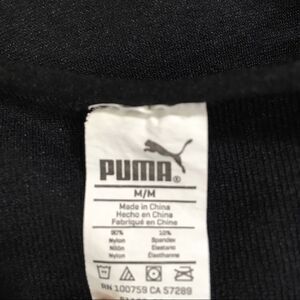 PUMA®
M/M
Made in China
Hecho en China
Fabriqué en China
90% 10%
Nylon Spandex
Nilón Elastano
Nylon Élasthanne
RN 100759 CA 57289